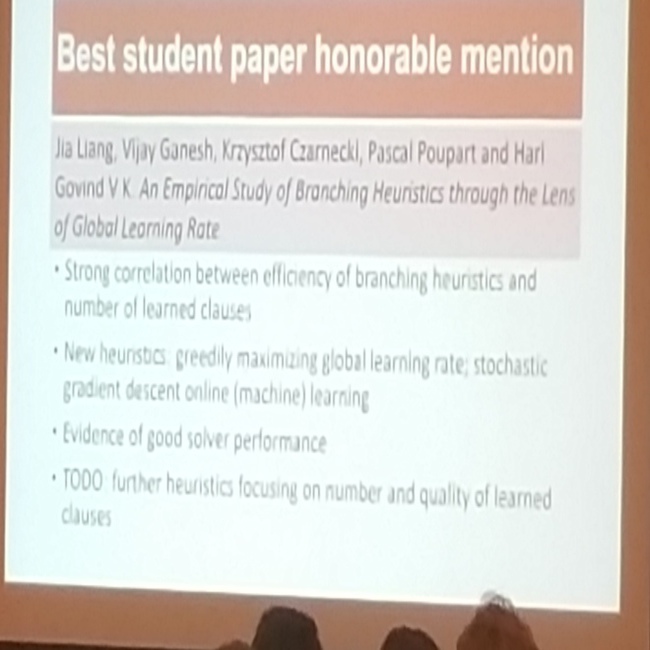 Best student paper honorable mention
Jia Liang, Vijay Ganesh, Krzysztof Czarnecki, Pascal Poupart and Hari
Govind V K. An Empirical Study of Branching Heuristics through the Lens
of Global Learning Rate
• Strong correlation between efficiency of branching heuristics and
number of learned clauses
• New heuristics: greedily maximizing global learning rate; stochastic
gradient descent online (machine) learning
• Evidence of good solver performance
• TODO: further heuristics focusing on number and quality of learned
clauses